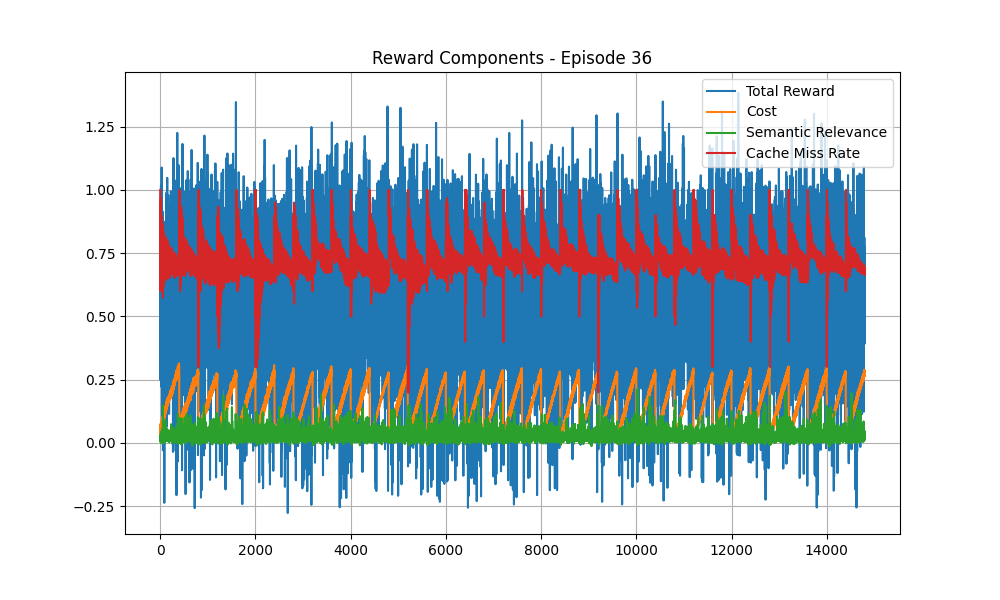 Reward Components - Episode 36
Total Reward
Cost
Semantic Relevance
Cache Miss Rate
1.25
1.00
0.75
0.50
0.25
0.00
−0.25
0 2000 4000 6000 8000 10000 12000 14000